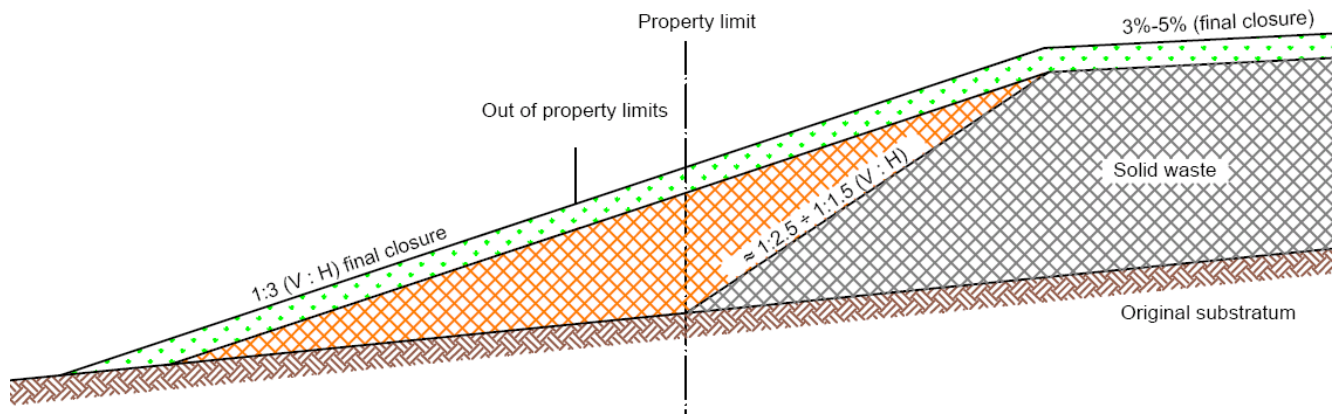 Property limit
3%-5% (final closure)
Out of property limits
≈ 1:2.5 ÷ 1:1.5 (V : H)
Solid waste
1:3 (V : H) final closure
Original substratum